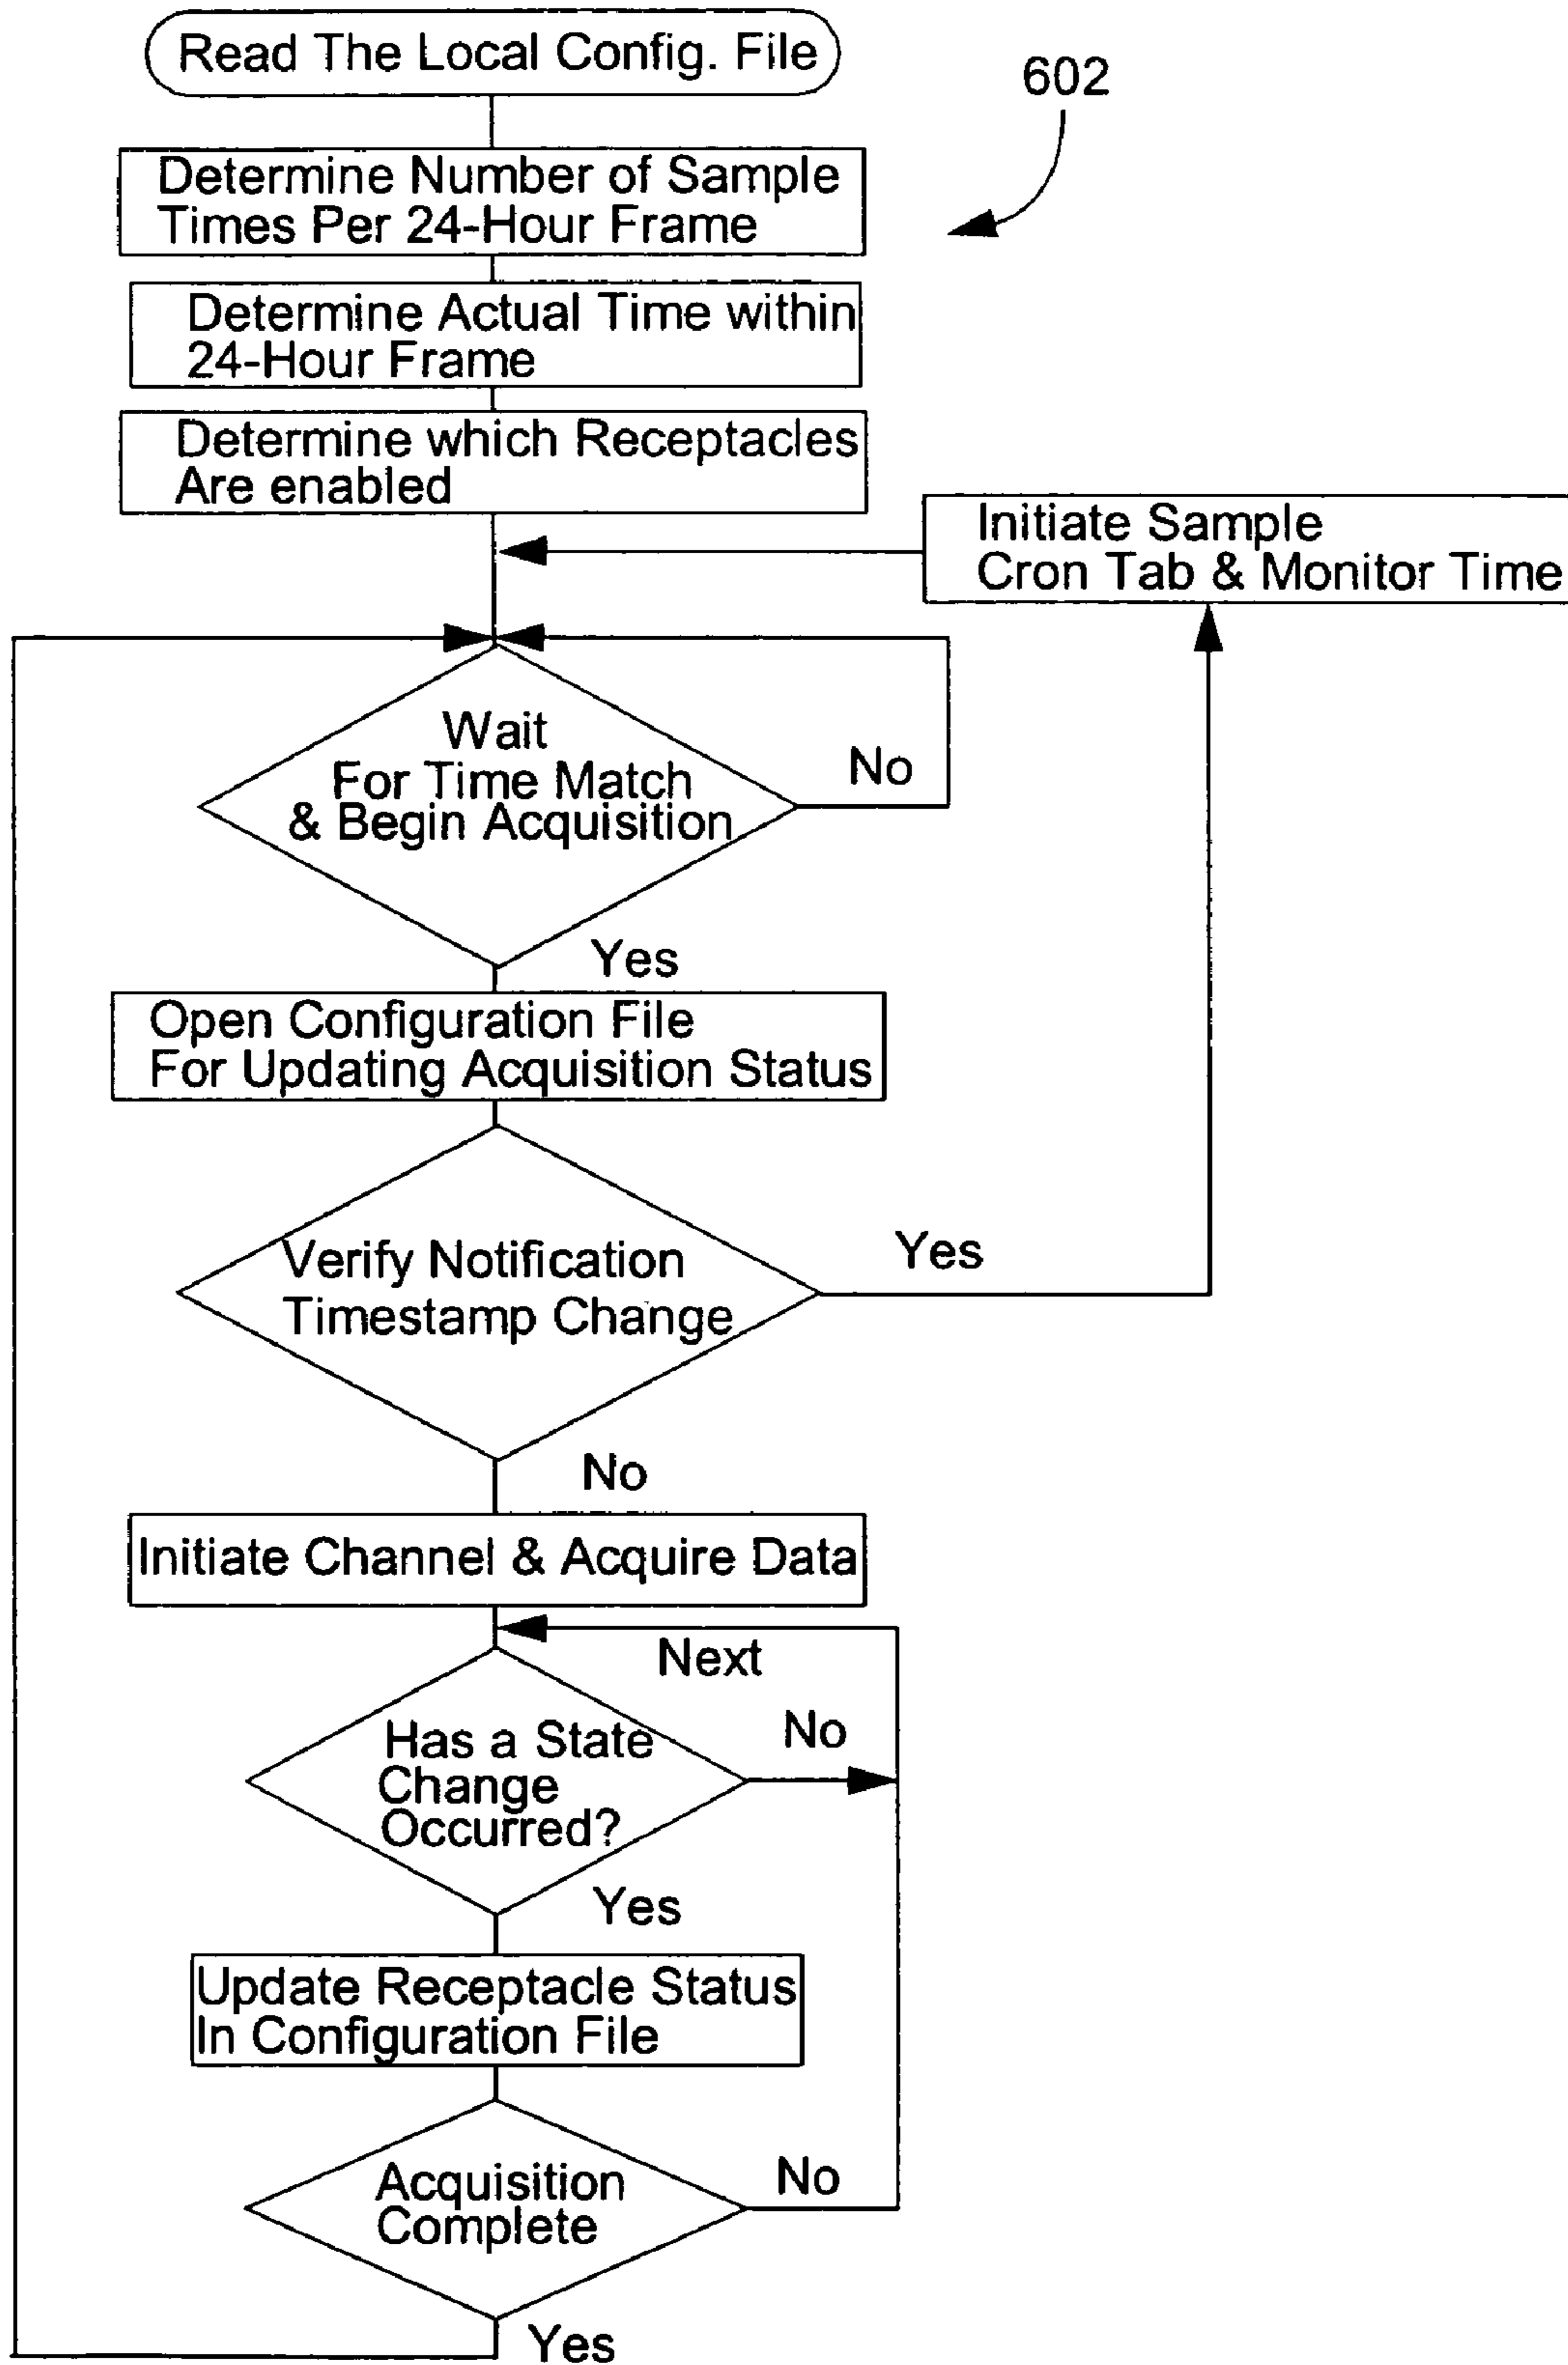 Read The Local Config. File
602
Determine Number of Sample
Times Per 24-Hour Frame
Determine Actual Time within
24-Hour Frame
Determine which Receptacles
Are enabled
Initiate Sample
Cron Tab & Monitor Time
Wait
For Time Match
& Begin Acquisition
No
Yes
Open Configuration File
For Updating Acquisition Status
Verify Notification
Timestamp Change
Yes
No
Initiate Channel & Acquire Data
Next
Has a State
Change
Occurred?
No
Yes
Update Receptacle Status
In Configuration File
Acquisition
Complete
No
Yes